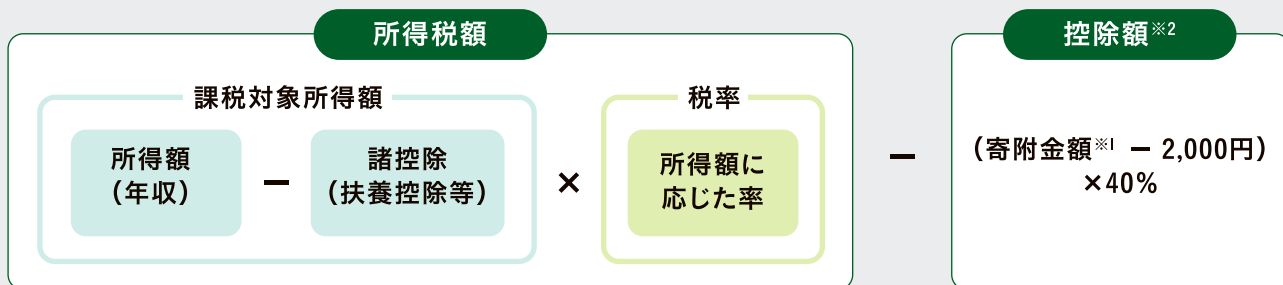 所得税額
課税対象所得額
所得額
（年収）
−
諸控除
（扶養控除等）
×
税率
所得額に
応じた率
−
控除額※2
（寄附金額※1 − 2,000円）
×40%